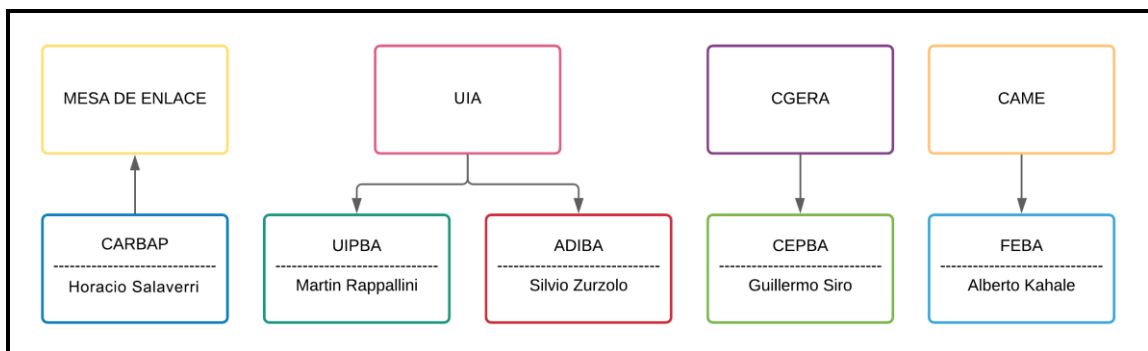 MESA DE ENLACE
UIA
CGERA
CAME
CARBAP
Horacio Salaverri
UIPBA
Martin Rappallini
ADIBA
Silvio Zurzolo
CEPBA
Guillermo Siro
FEBA
Alberto Kahale